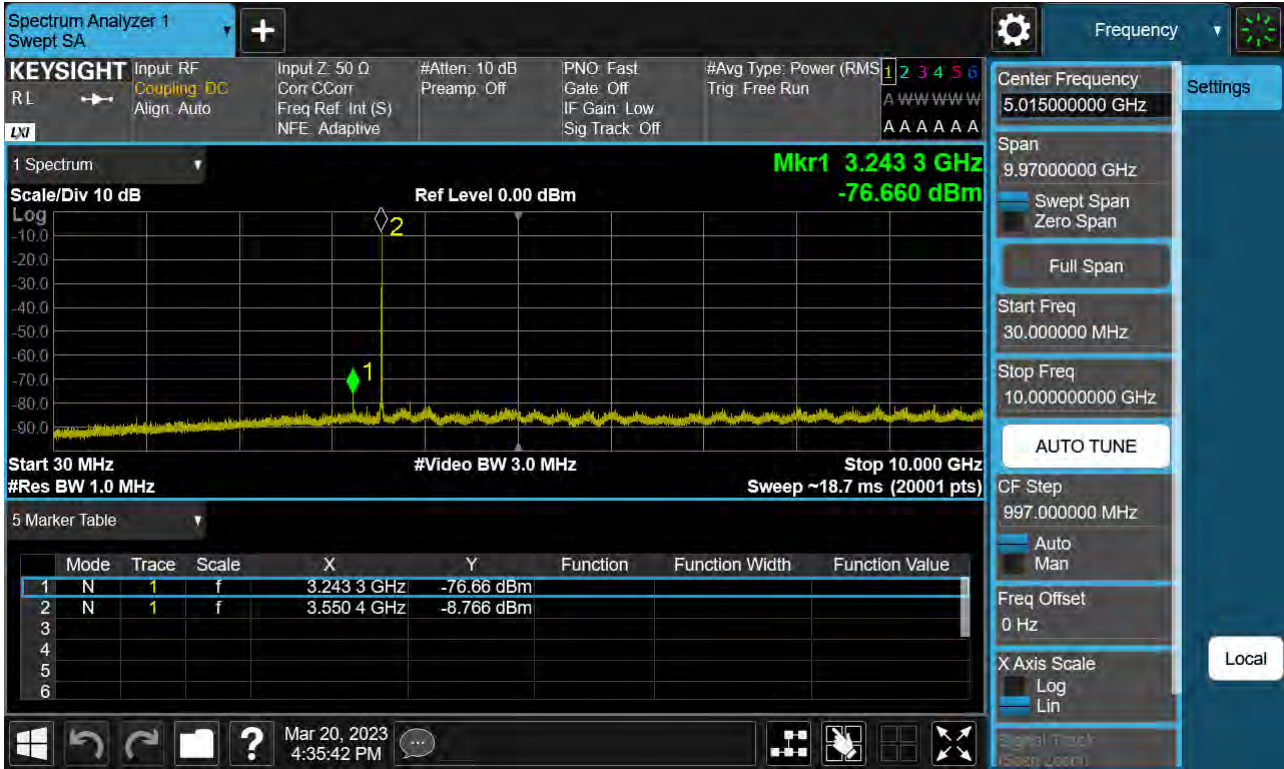 Spectrum Analyzer 1
Swept SA
+
Frequency
KEYSIGHT
R L
LXI
Input: RF
Coupling: DC
Align: Auto
Input Z: 50 Ω
Corr CCorr
Freq Ref: Int (S)
NFE: Adaptive
#Atten: 10 dB
Preamp: Off
PNO: Fast
Gate: Off
IF Gain: Low
Sig Track: Off
#Avg Type: Power (RMS
Trig: Free Run
1 2 3 4 5 6
A W W W W W
A A A A A A
Center Frequency
5.015000000 GHz
Settings
Span
9.97000000 GHz
Swept Span
Zero Span
Full Span
Start Freq
30.000000 MHz
Stop Freq
10.000000000 GHz
AUTO TUNE
CF Step
997.000000 MHz
Auto
Man
Freq Offset
0 Hz
X Axis Scale
Log
Lin
Signal Track
(Span Zoom)
Local
1 Spectrum
Scale/Div 10 dB
Ref Level 0.00 dBm
Mkr1 3.243 3 GHz
-76.660 dBm
Log
-10.0
-20.0
-30.0
-40.0
-50.0
-60.0
-70.0
-80.0
-90.0
2
1
Start 30 MHz
#Video BW 3.0 MHz
Stop 10.000 GHz
#Res BW 1.0 MHz
Sweep ~18.7 ms (20001 pts)
5 Marker Table
Mode Trace Scale X Y Function Function Width Function Value
1 N 1 f 3.243 3 GHz -76.66 dBm
2 N 1 f 3.550 4 GHz -8.766 dBm
3
4
5
6
?
Mar 20, 2023
4:35:42 PM